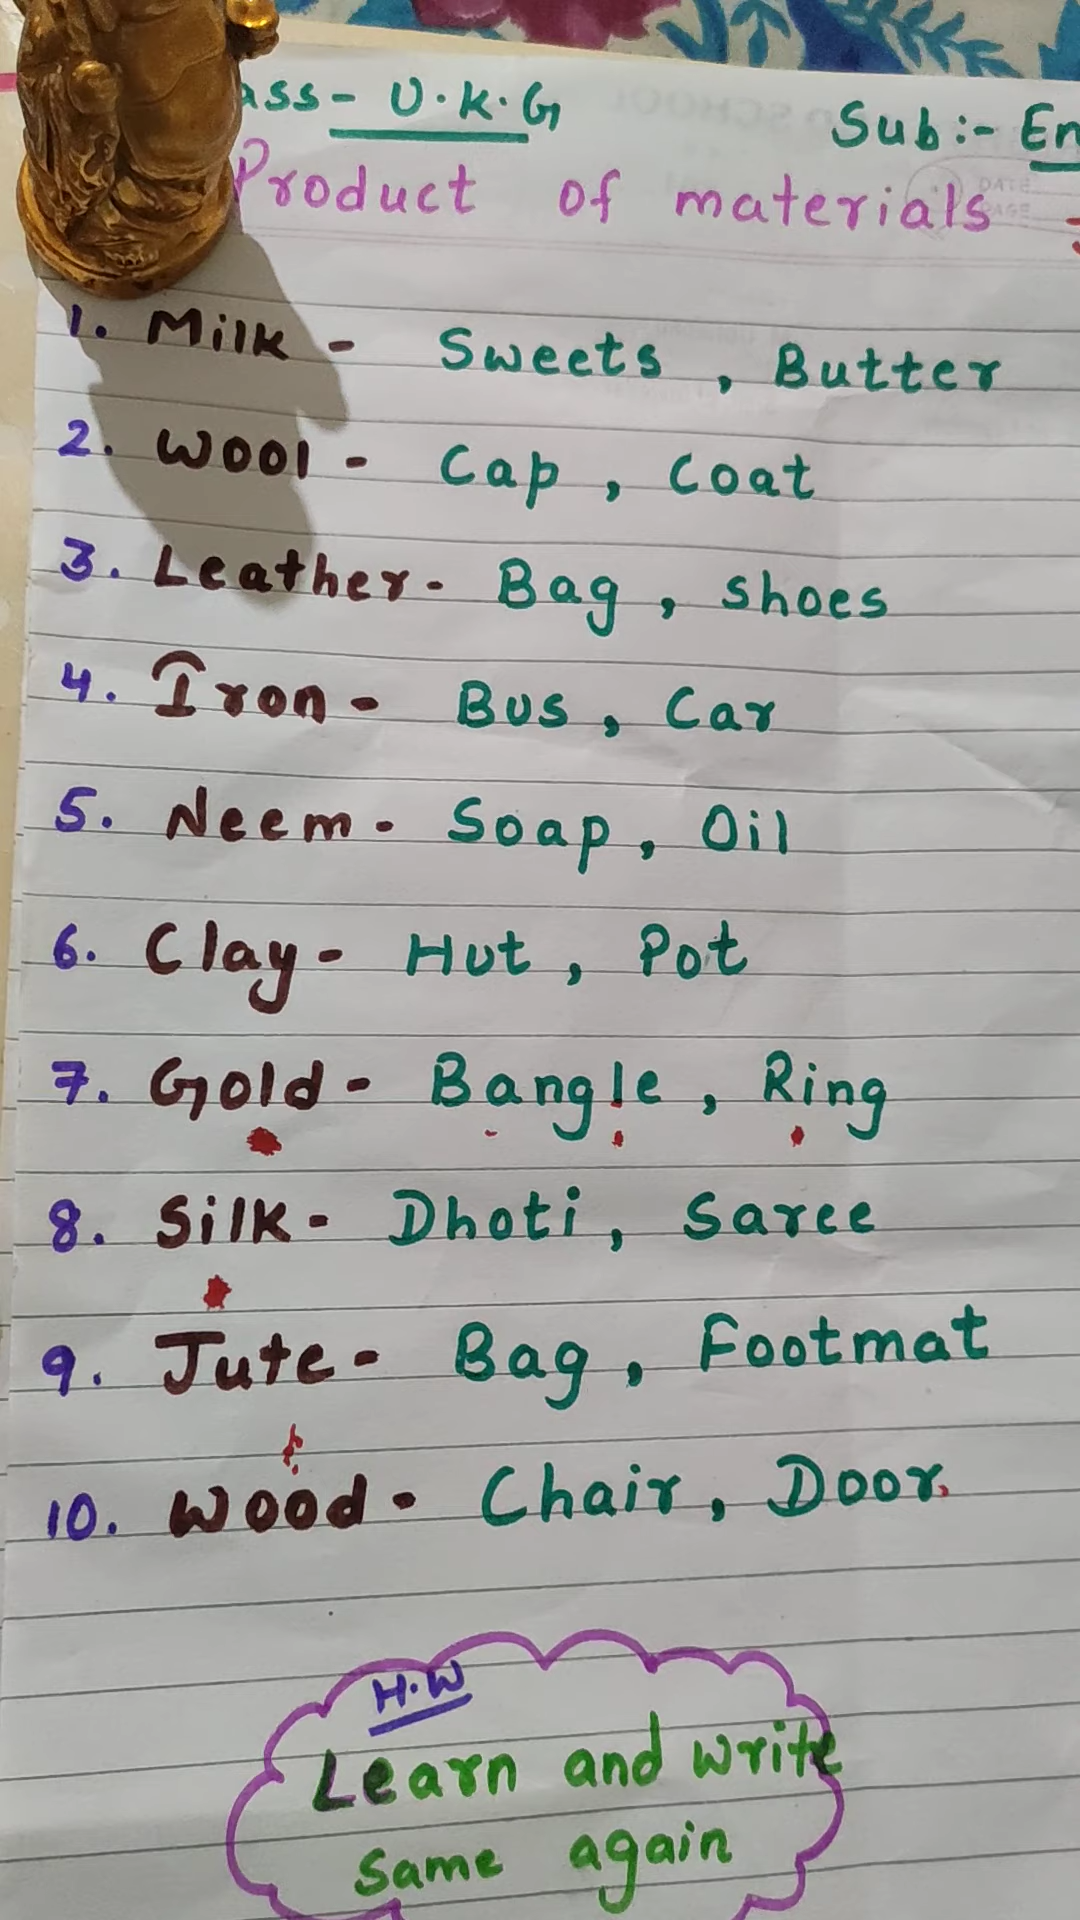 ass- U.K.G
Sub:- En
Product of materials
DATE
PAGE
1. Milk - Sweets, Butter
2. Wool - Cap, Coat
3. Leather- Bag, shoes
4. Iron- Bus, Car
5. Neem- Soap, Oil
6. Clay- Hut, Pot
7. Gold- Bangle, Ring
8. Silk- Dhoti, Saree
9. Jute- Bag, Footmat
10. Wood- Chair, Door.
H.W
Learn and write
same again